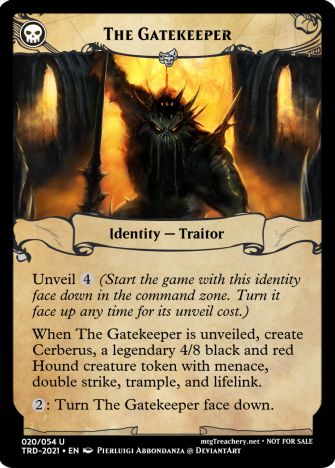 THE GATEKEEPER
Identity — Traitor
Unveil 4 (Start the game with this identity
face down in the command zone. Turn it
face up any time for its unveil cost.)
When The Gatekeeper is unveiled, create
Cerberus, a legendary 4/8 black and red
Hound creature token with menace,
double strike, trample, and lifelink.
2: Turn The Gatekeeper face down.
020/054 U
mtgTreachery.net • NOT FOR SALE
TRD-2021 • EN PIERLUIGI ABBONDANZA @ DEVIANTART